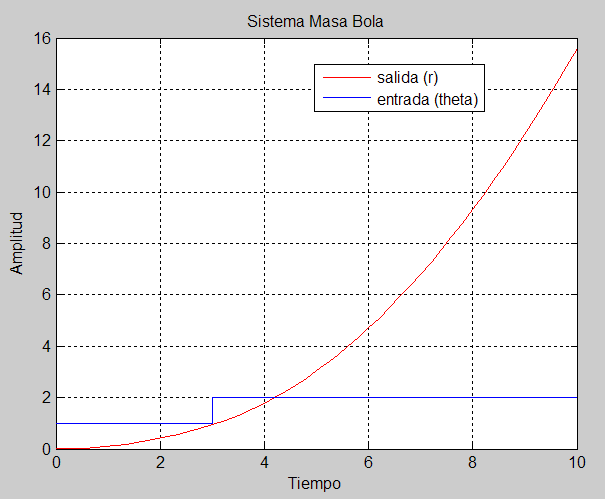 Sistema Masa Bola
16
14
12
10
8
6
4
2
0
salida (r)
entrada (theta)
Amplitud
0 2 4 6 8 10
Tiempo